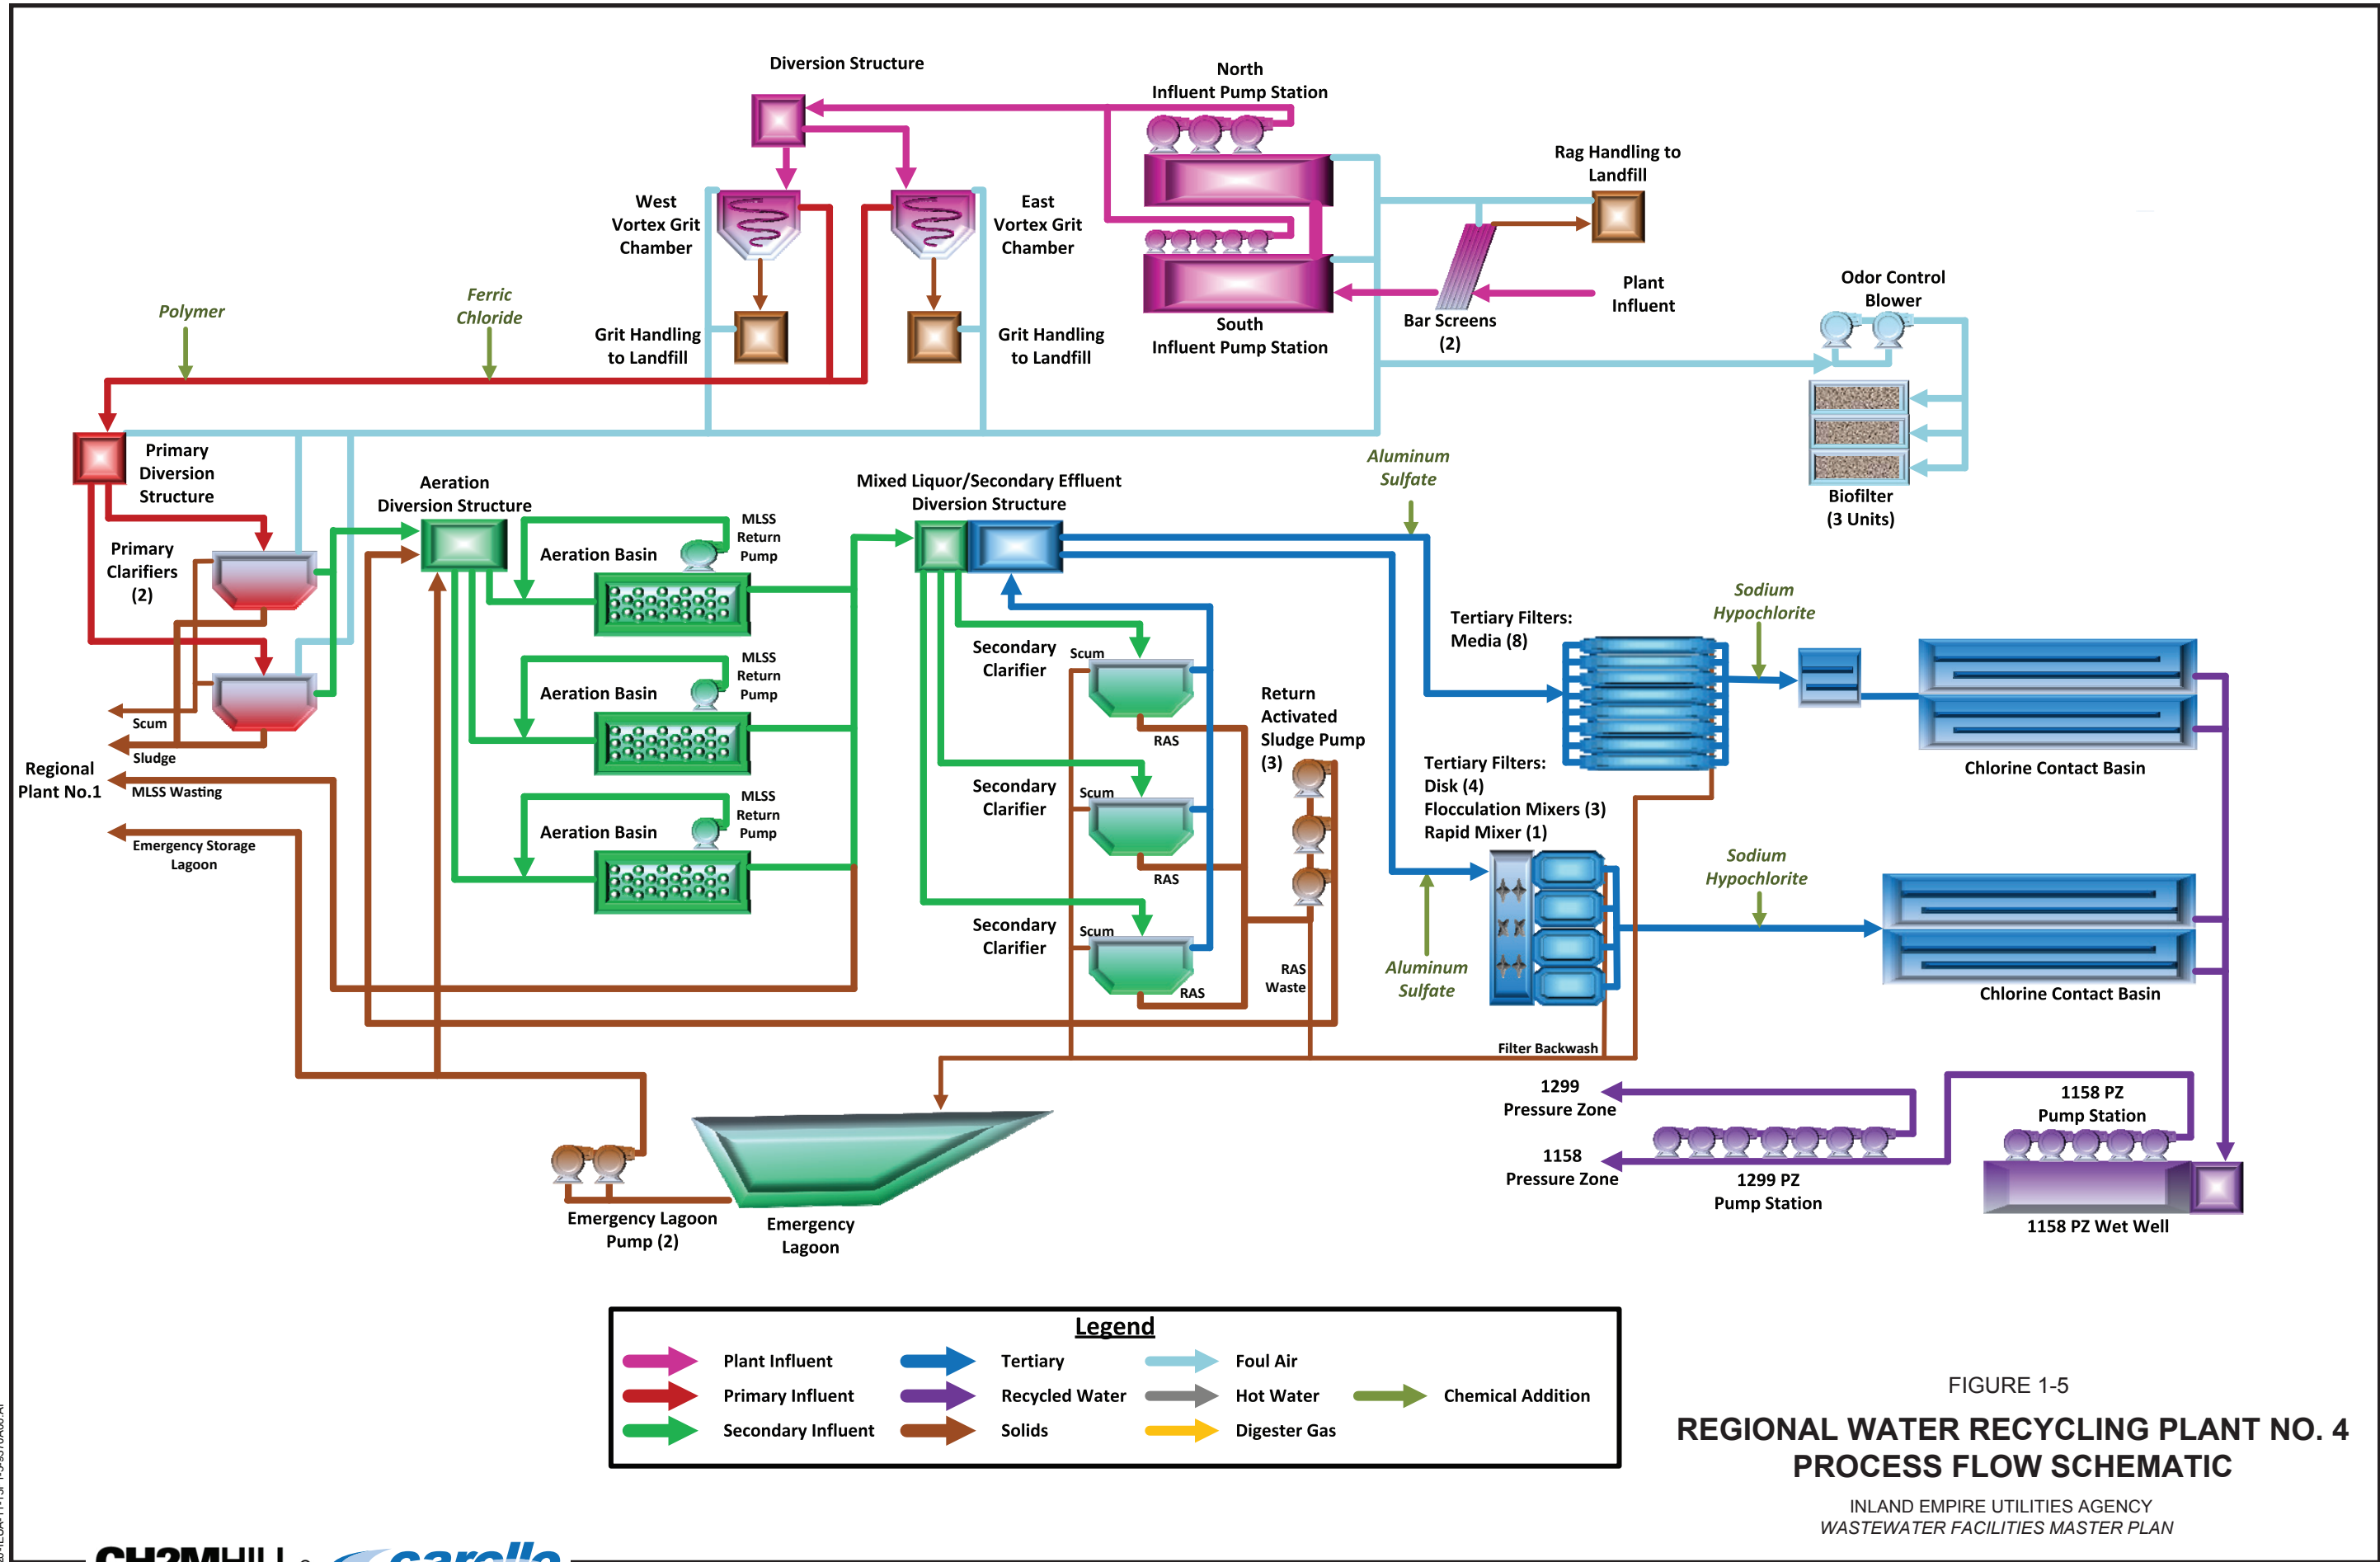 Diversion Structure
North
Influent Pump Station
Rag Handling to
Landfill
West
Vortex Grit
Chamber
East
Vortex Grit
Chamber
Plant
Influent
Odor Control
Blower
Polymer
Ferric
Chloride
Grit Handling
to Landfill
Grit Handling
to Landfill
South
Influent Pump Station
Bar Screens
(2)
Primary
Diversion
Structure
Aeration
Diversion Structure
Mixed Liquor/Secondary Effluent
Diversion Structure
Aluminum
Sulfate
Biofilter
(3 Units)
Primary
Clarifiers
(2)
Aeration Basin
MLSS
Return
Pump
Aeration Basin
MLSS
Return
Pump
Aeration Basin
MLSS
Return
Pump
Secondary
Clarifier
Scum
RAS
Secondary
Clarifier
Scum
RAS
Secondary
Clarifier
Scum
RAS
Return
Activated
Sludge Pump
(3)
RAS
Waste
Tertiary Filters:
Media (8)
Sodium
Hypochlorite
Chlorine Contact Basin
Tertiary Filters:
Disk (4)
Flocculation Mixers (3)
Rapid Mixer (1)
Sodium
Hypochlorite
Aluminum
Sulfate
Chlorine Contact Basin
Scum
Sludge
Regional
Plant No.1
MLSS Wasting
Emergency Storage
Lagoon
Filter Backwash
1299
Pressure Zone
1158
Pressure Zone
1299 PZ
Pump Station
1158 PZ
Pump Station
1158 PZ Wet Well
Emergency Lagoon
Pump (2)
Emergency
Lagoon
Legend
Plant Influent
Primary Influent
Secondary Influent
Tertiary
Recycled Water
Solids
Foul Air
Hot Water
Digester Gas
Chemical Addition
FIGURE 1-5
REGIONAL WATER RECYCLING PLANT NO. 4
PROCESS FLOW SCHEMATIC
INLAND EMPIRE UTILITIES AGENCY
WASTEWATER FACILITIES MASTER PLAN
CH2MHILL
carollo